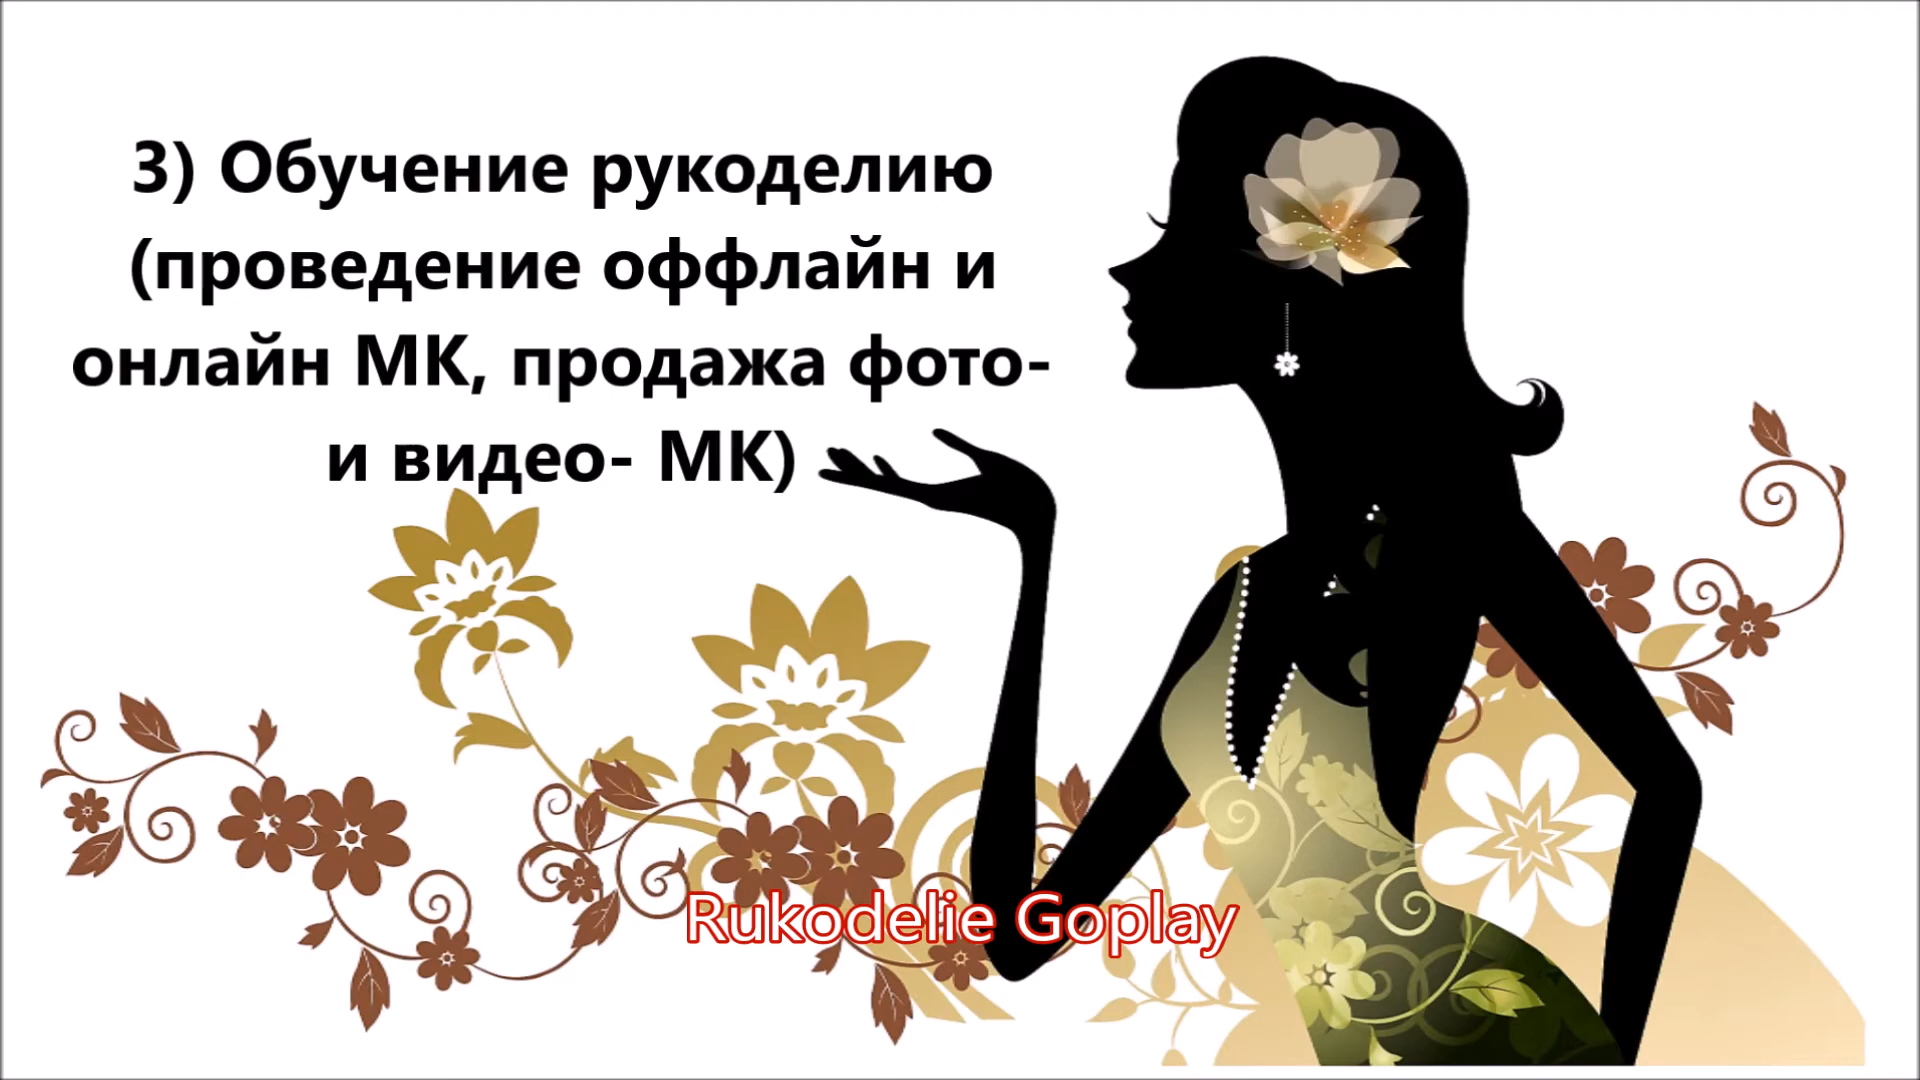 3) Обучение рукоделию
(проведение оффлайн и
онлайн МК, продажа фото-
и видео- МК)
Rukodelie Goplay